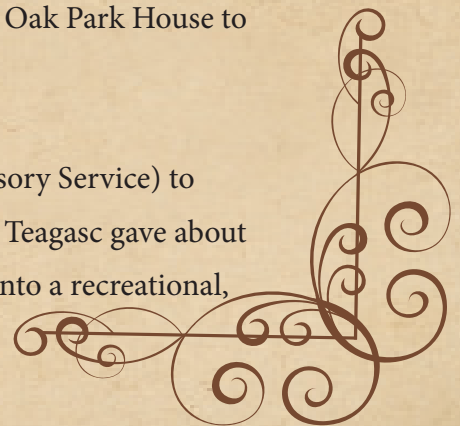 Oak Park House to
sory Service) to
Teagasc gave about
nto a recreational,